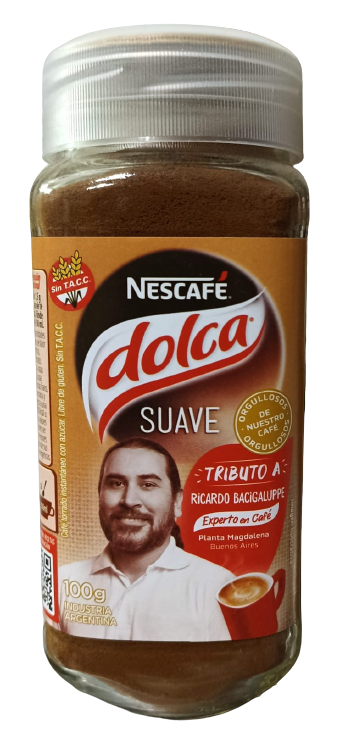 Sin T.A.C.C.
NESCAFÉ
dolca
SUAVE
ORGULLOSOS
DE
NUESTRO
CAFÉ
ORGULLOSOS
TRIBUTO A
RICARDO BACIGALUPPE
Experto en Café
Planta Magdalena
Buenos Aires
100g
INDUSTRIA
ARGENTINA
Café torrado instantáneo con azúcar. Libre de gluten. Sin T.A.C.C.